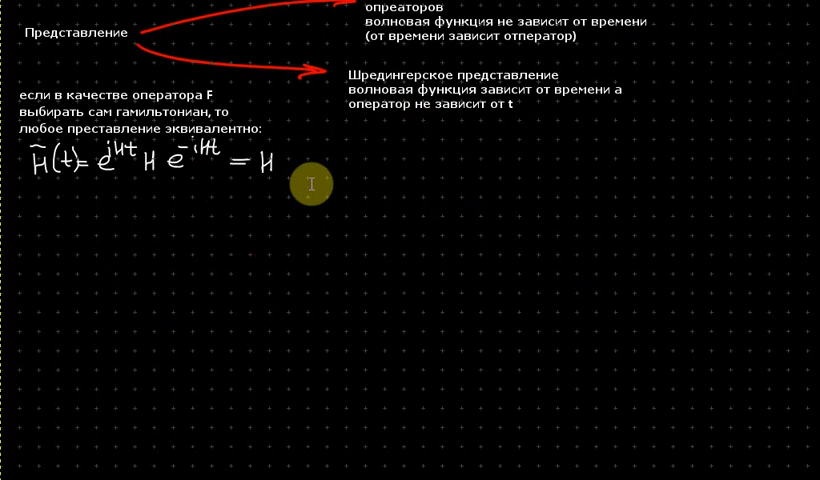 опреаторов
волновая функция не зависит от времени
(от времени зависит отператор)
Представление
Шредингерское представление
волновая функция зависит от времени а
оператор не зависит от t
если в качестве оператора F
выбирать сам гамильтониан, то
любое преставление эквивалентно:
H̃(t)= e^{iHt} H e^{-iHt} = H